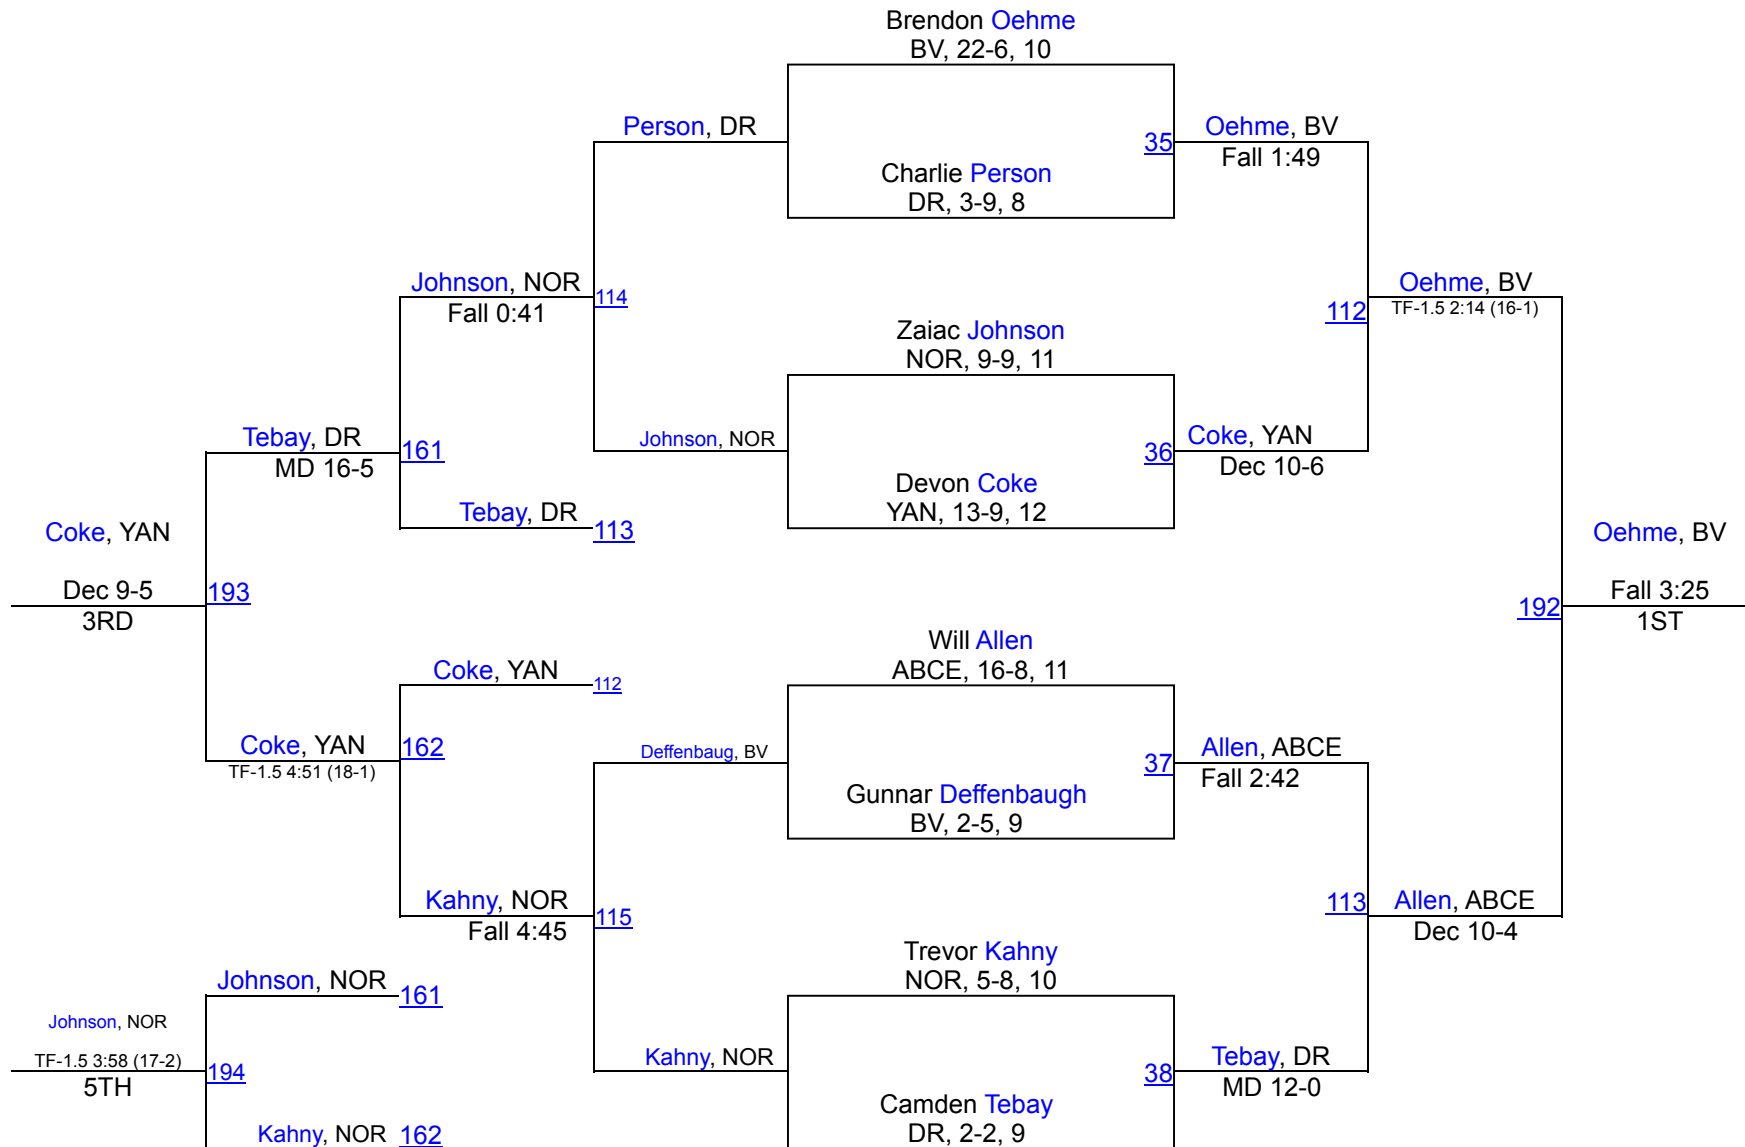 Brendon Oehme
BV, 22-6, 10
Person, DR
35
Oehme, BV
Fall 1:49
Charlie Person
DR, 3-9, 8
Johnson, NOR
Fall 0:41
114
Oehme, BV
TF-1.5 2:14 (16-1)
112
Zaiac Johnson
NOR, 9-9, 11
Tebay, DR
MD 16-5
161
Johnson, NOR
36
Coke, YAN
Dec 10-6
Devon Coke
YAN, 13-9, 12
Tebay, DR
113
Coke, YAN
Dec 9-5
3RD
193
Oehme, BV
Fall 3:25
1ST
192
Will Allen
ABCE, 16-8, 11
Coke, YAN
112
Coke, YAN
TF-1.5 4:51 (18-1)
162
Deffenbaug, BV
37
Allen, ABCE
Fall 2:42
Gunnar Deffenbaugh
BV, 2-5, 9
Kahny, NOR
Fall 4:45
115
113
Allen, ABCE
Dec 10-4
Trevor Kahny
NOR, 5-8, 10
Johnson, NOR
161
Johnson, NOR
TF-1.5 3:58 (17-2)
5TH
194
Kahny, NOR
38
Tebay, DR
MD 12-0
Camden Tebay
DR, 2-2, 9
Kahny, NOR
162